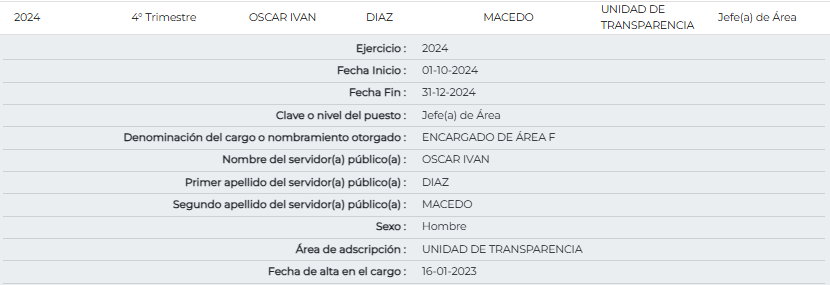 2024 4° Trimestre OSCAR IVAN DIAZ MACEDO UNIDAD DE TRANSPARENCIA Jefe(a) de Área
Ejercicio : 2024
Fecha Inicio : 01-10-2024
Fecha Fin : 31-12-2024
Clave o nivel del puesto : Jefe(a) de Área
Denominación del cargo o nombramiento otorgado : ENCARGADO DE ÁREA F
Nombre del servidor(a) público(a) : OSCAR IVAN
Primer apellido del servidor(a) público(a) : DIAZ
Segundo apellido del servidor(a) público(a) : MACEDO
Sexo : Hombre
Área de adscripción : UNIDAD DE TRANSPARENCIA
Fecha de alta en el cargo : 16-01-2023